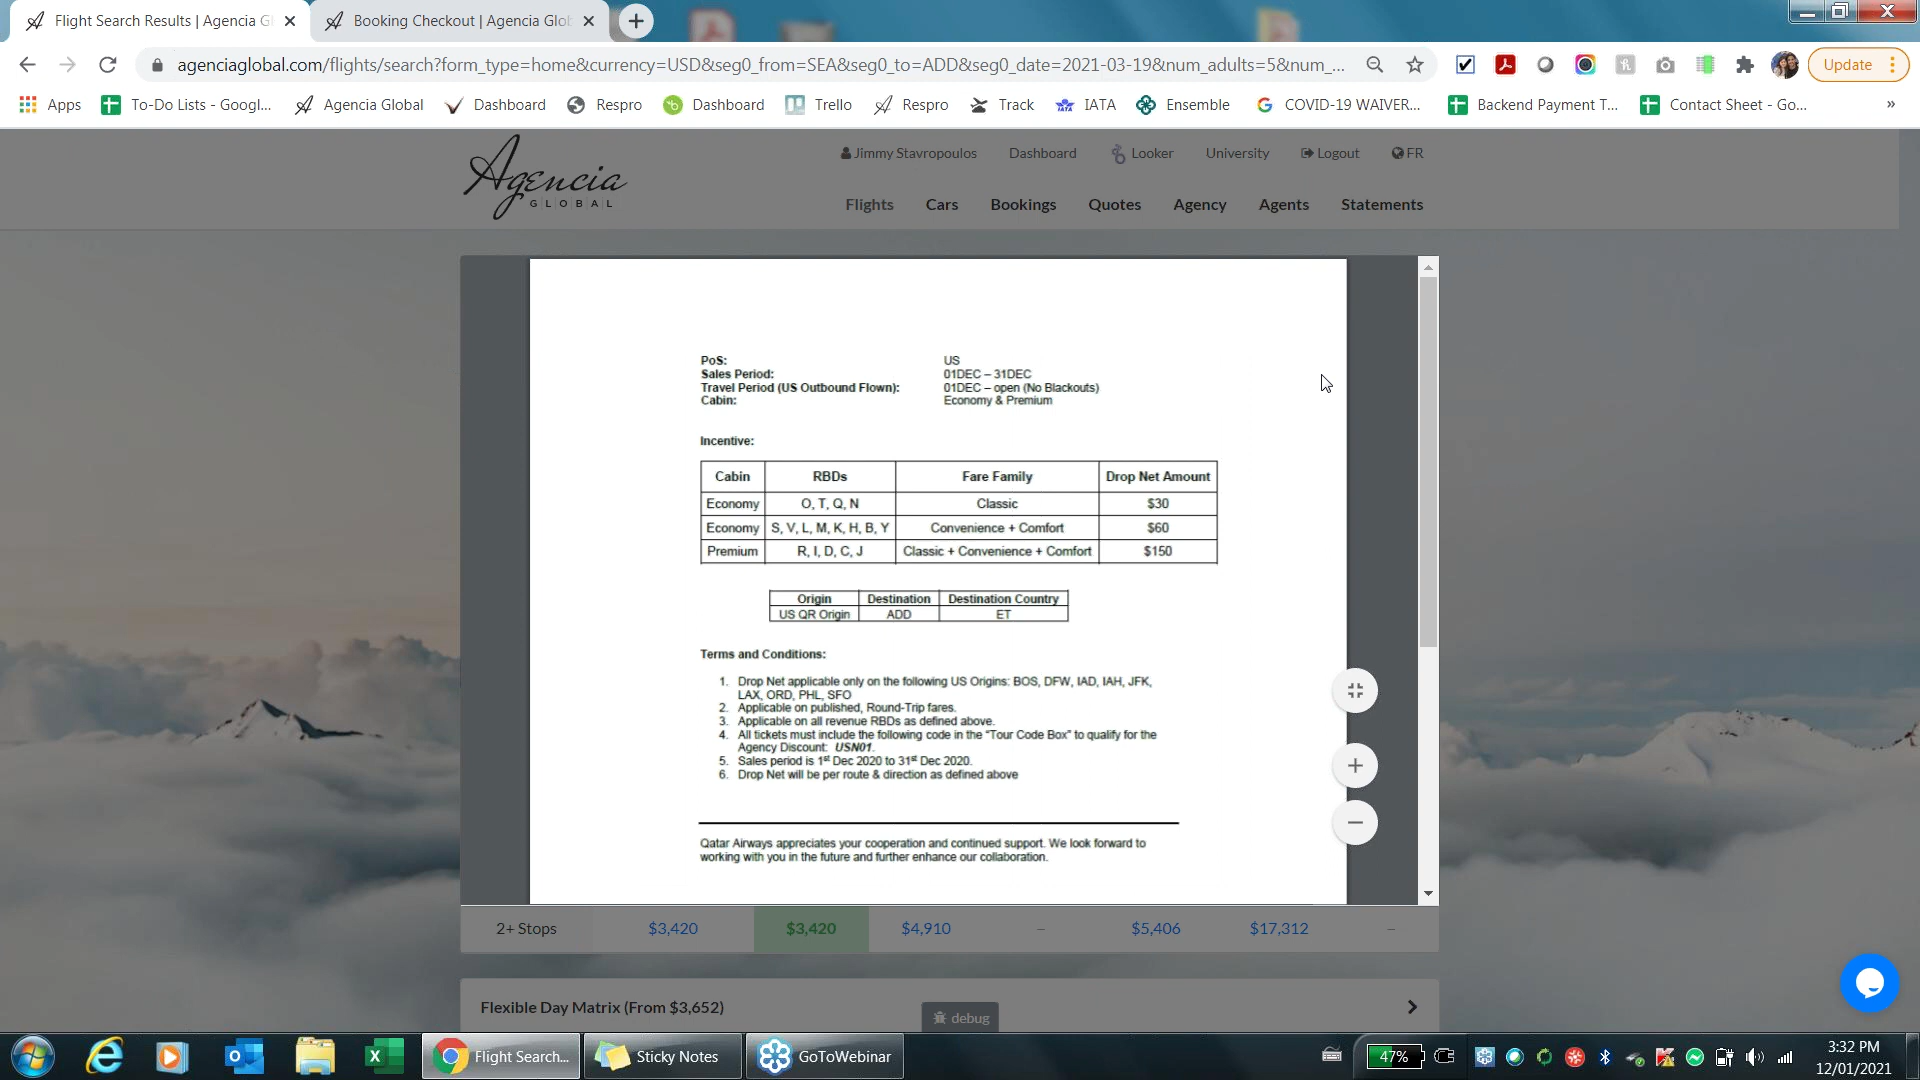 Flight Search Results | Agencia G
Booking Checkout | Agencia Glo
agenciaglobal.com/flights/search?form_type=home&currency=USD&seg0_from=SEA&seg0_to=ADD&seg0_date=2021-03-19&num_adults=5&num_...
Update
Apps
To-Do Lists - Googl...
Agencia Global
Dashboard
Respro
Dashboard
Trello
Respro
Track
IATA
Ensemble
COVID-19 WAIVER...
Backend Payment T...
Contact Sheet - Go...
»
Agencia
GLOBAL
Jimmy Stavropoulos
Dashboard
Looker
University
Logout
FR
Flights
Cars
Bookings
Quotes
Agency
Agents
Statements
PoS: US
Sales Period: 01DEC – 31DEC
Travel Period (US Outbound Flown): 01DEC – open (No Blackouts)
Cabin: Economy & Premium
Incentive:
Cabin RBDs Fare Family Drop Net Amount
Economy O, T, Q, N Classic $30
Economy S, V, L, M, K, H, B, Y Convenience + Comfort $60
Premium R, I, D, C, J Classic + Convenience + Comfort $150
Origin Destination Destination Country
US QR Origin ADD ET
Terms and Conditions:
1. Drop Net applicable only on the following US Origins: BOS, DFW, IAD, IAH, JFK,
LAX, ORD, PHL, SFO
2. Applicable on published, Round-Trip fares.
3. Applicable on all revenue RBDs as defined above.
4. All tickets must include the following code in the "Tour Code Box" to qualify for the
Agency Discount: USN01.
5. Sales period is 1st Dec 2020 to 31st Dec 2020.
6. Drop Net will be per route & direction as defined above
Qatar Airways appreciates your cooperation and continued support. We look forward to
working with you in the future and further enhance our collaboration.
2+ Stops $3,420 $3,420 $4,910 – $5,406 $17,312 –
Flexible Day Matrix (From $3,652)
debug
Flight Search...
Sticky Notes
GoToWebinar
47%
3:32 PM
12/01/2021